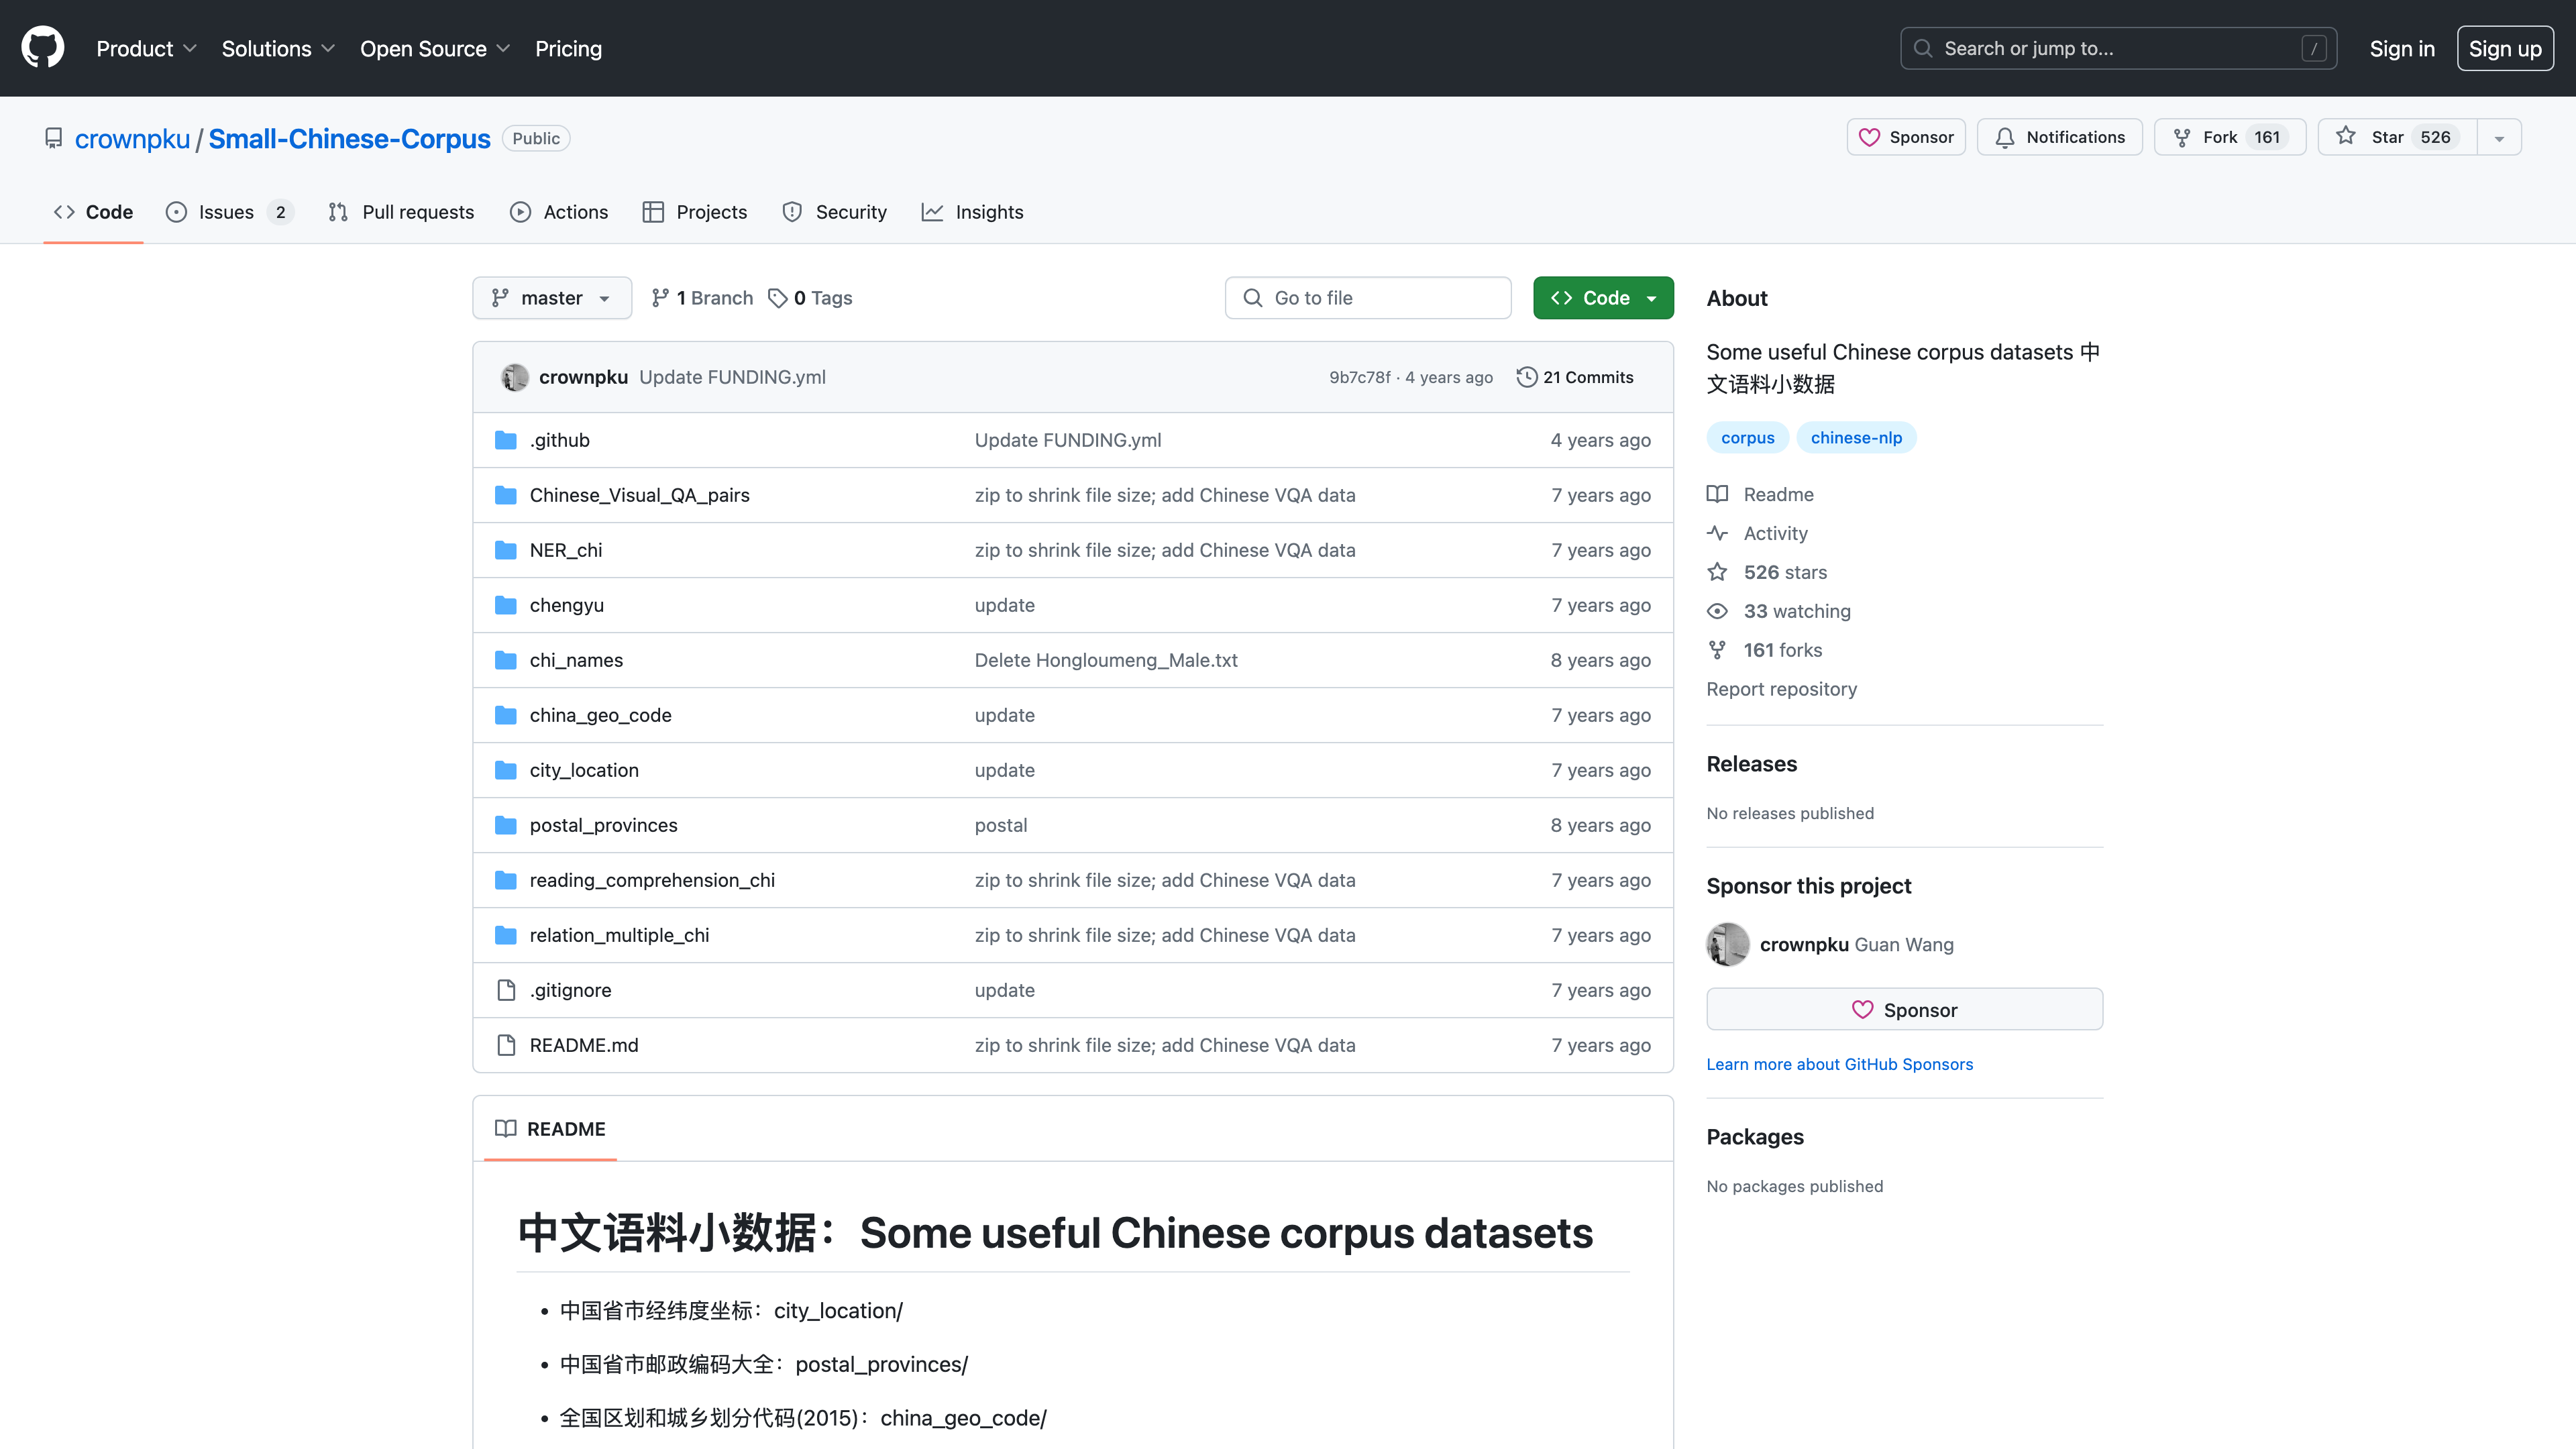 Product Solutions Open Source Pricing Search or jump to... / Sign in Sign up
crownpku / Small-Chinese-Corpus Public Sponsor Notifications Fork 161 Star 526
Code Issues 2 Pull requests Actions Projects Security Insights
master 1 Branch 0 Tags Go to file Code
crownpku Update FUNDING.yml 9b7c78f · 4 years ago 21 Commits
.github Update FUNDING.yml 4 years ago
Chinese_Visual_QA_pairs zip to shrink file size; add Chinese VQA data 7 years ago
NER_chi zip to shrink file size; add Chinese VQA data 7 years ago
chengyu update 7 years ago
chi_names Delete Hongloumeng_Male.txt 8 years ago
china_geo_code update 7 years ago
city_location update 7 years ago
postal_provinces postal 8 years ago
reading_comprehension_chi zip to shrink file size; add Chinese VQA data 7 years ago
relation_multiple_chi zip to shrink file size; add Chinese VQA data 7 years ago
.gitignore update 7 years ago
README.md zip to shrink file size; add Chinese VQA data 7 years ago
README
中文语料小数据：Some useful Chinese corpus datasets
• 中国省市经纬度坐标：city_location/
• 中国省市邮政编码大全：postal_provinces/
• 全国区划和城乡划分代码(2015)：china_geo_code/
About
Some useful Chinese corpus datasets 中
文语料小数据
corpus chinese-nlp
Readme
Activity
526 stars
33 watching
161 forks
Report repository
Releases
No releases published
Sponsor this project
crownpku Guan Wang
Sponsor
Learn more about GitHub Sponsors
Packages
No packages published